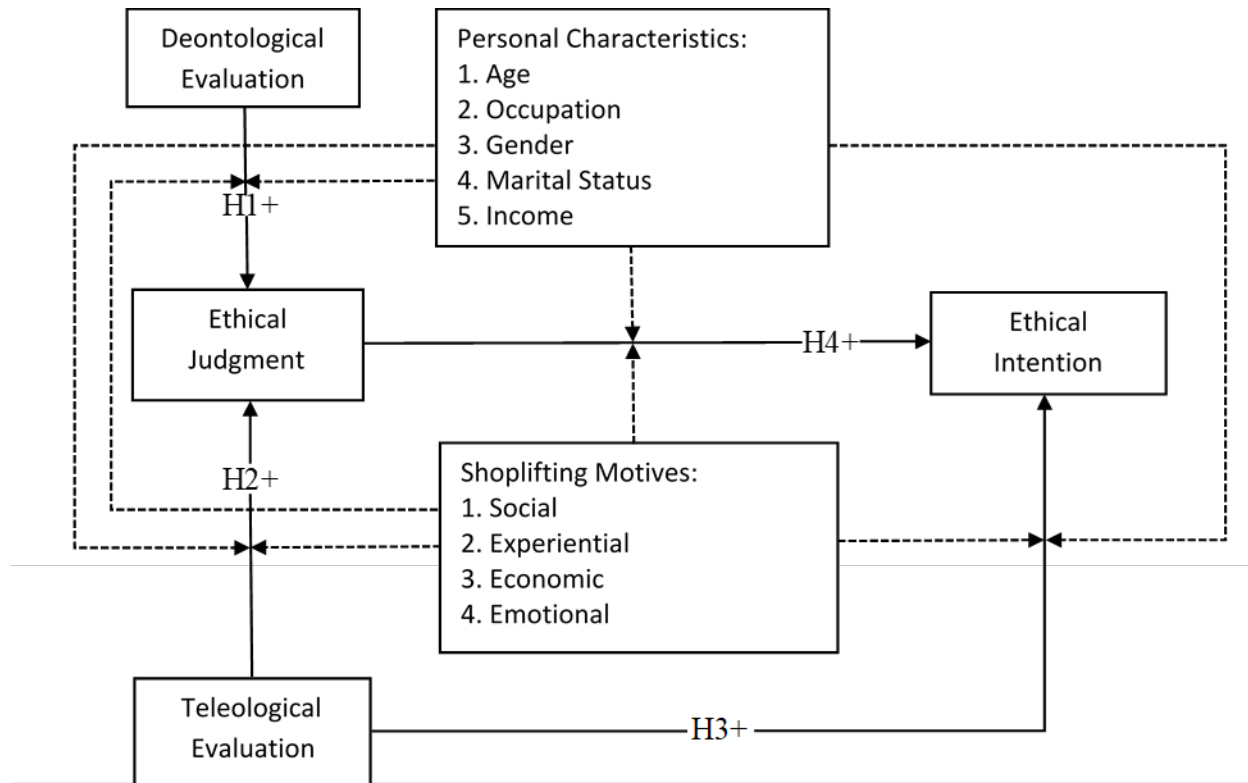 Deontological
Evaluation
Personal Characteristics:
1. Age
2. Occupation
3. Gender
4. Marital Status
5. Income
H1+
Ethical
Judgment
H4+
Ethical
Intention
H2+
Shoplifting Motives:
1. Social
2. Experiential
3. Economic
4. Emotional
Teleological
Evaluation
H3+